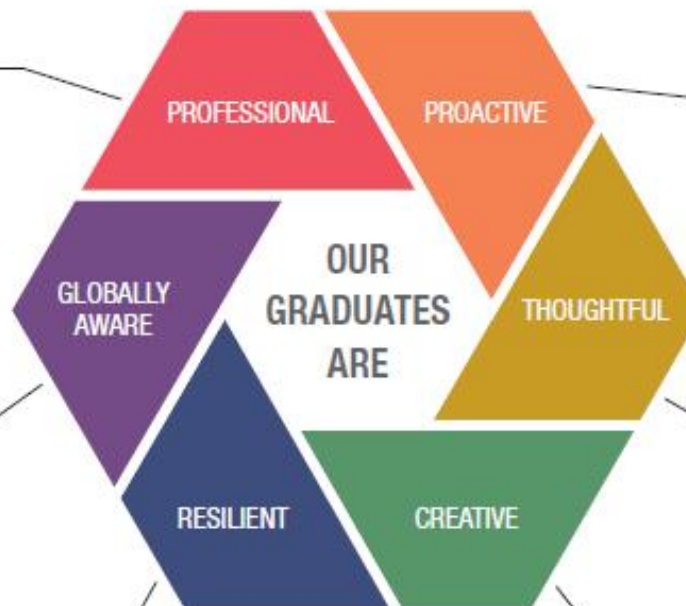 PROFESSIONAL
PROACTIVE
THOUGHTFUL
CREATIVE
RESILIENT
GLOBALLY
AWARE
OUR
GRADUATES
ARE